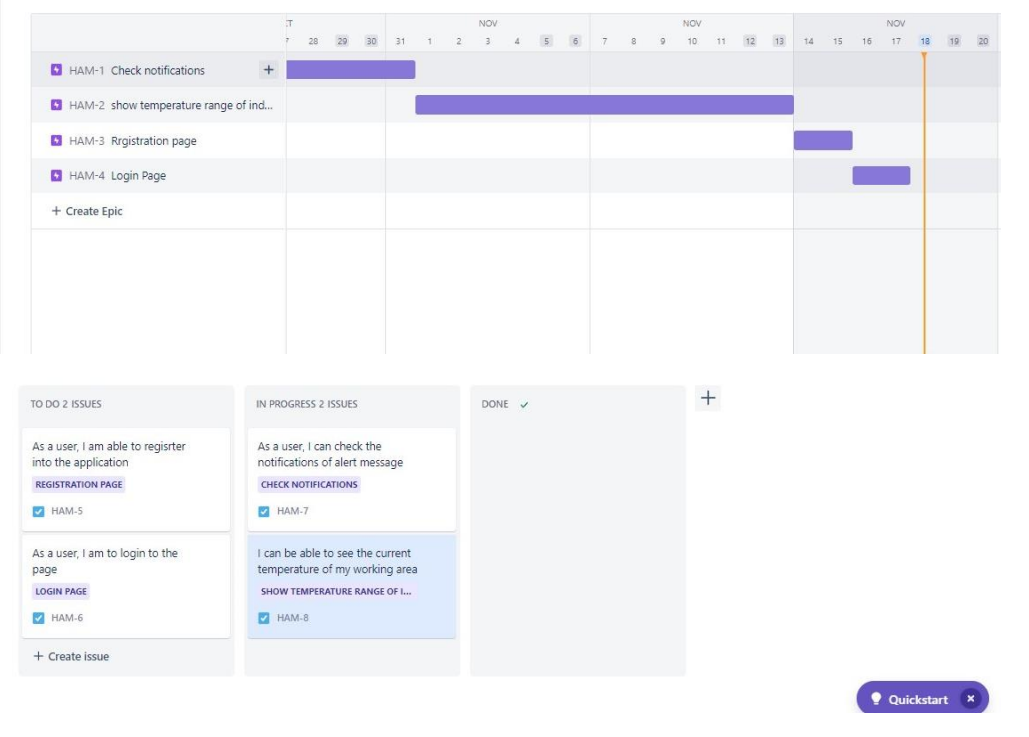 NOV NOV NOV
28 29 30 31 1 2 3 4 5 6 7 8 9 10 11 12 13 14 15 16 17 18 19 20
HAM-1 Check notifications +
HAM-2 show temperature range of ind...
HAM-3 Rrgistration page
HAM-4 Login Page
+ Create Epic
TO DO 2 ISSUES
As a user, I am able to regisrter
into the application
REGISTRATION PAGE
HAM-5
As a user, I am to login to the
page
LOGIN PAGE
HAM-6
+ Create issue
IN PROGRESS 2 ISSUES
As a user, I can check the
notifications of alert message
CHECK NOTIFICATIONS
HAM-7
I can be able to see the current
temperature of my working area
SHOW TEMPERATURE RANGE OF I...
HAM-8
DONE
+
Quickstart